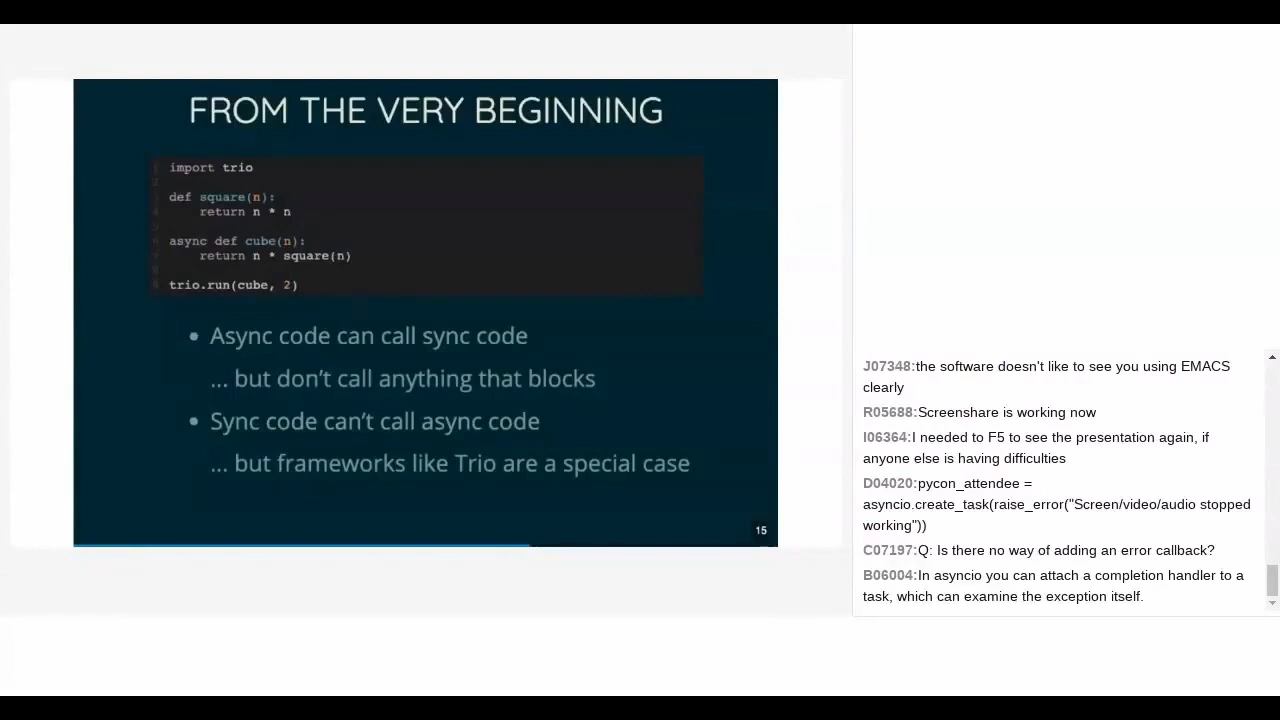 FROM THE VERY BEGINNING
import trio
def square(n):
return n * n
async def cube(n):
return n * square(n)
trio.run(cube, 2)
• Async code can call sync code
... but don't call anything that blocks
• Sync code can't call async code
... but frameworks like Trio are a special case
15
J07348:the software doesn't like to see you using EMACS
clearly
R05688:Screenshare is working now
I06364:I needed to F5 to see the presentation again, if
anyone else is having difficulties
D04020:pycon_attendee =
asyncio.create_task(raise_error("Screen/video/audio stopped
working"))
C07197:Q: Is there no way of adding an error callback?
B06004:In asyncio you can attach a completion handler to a
task, which can examine the exception itself.